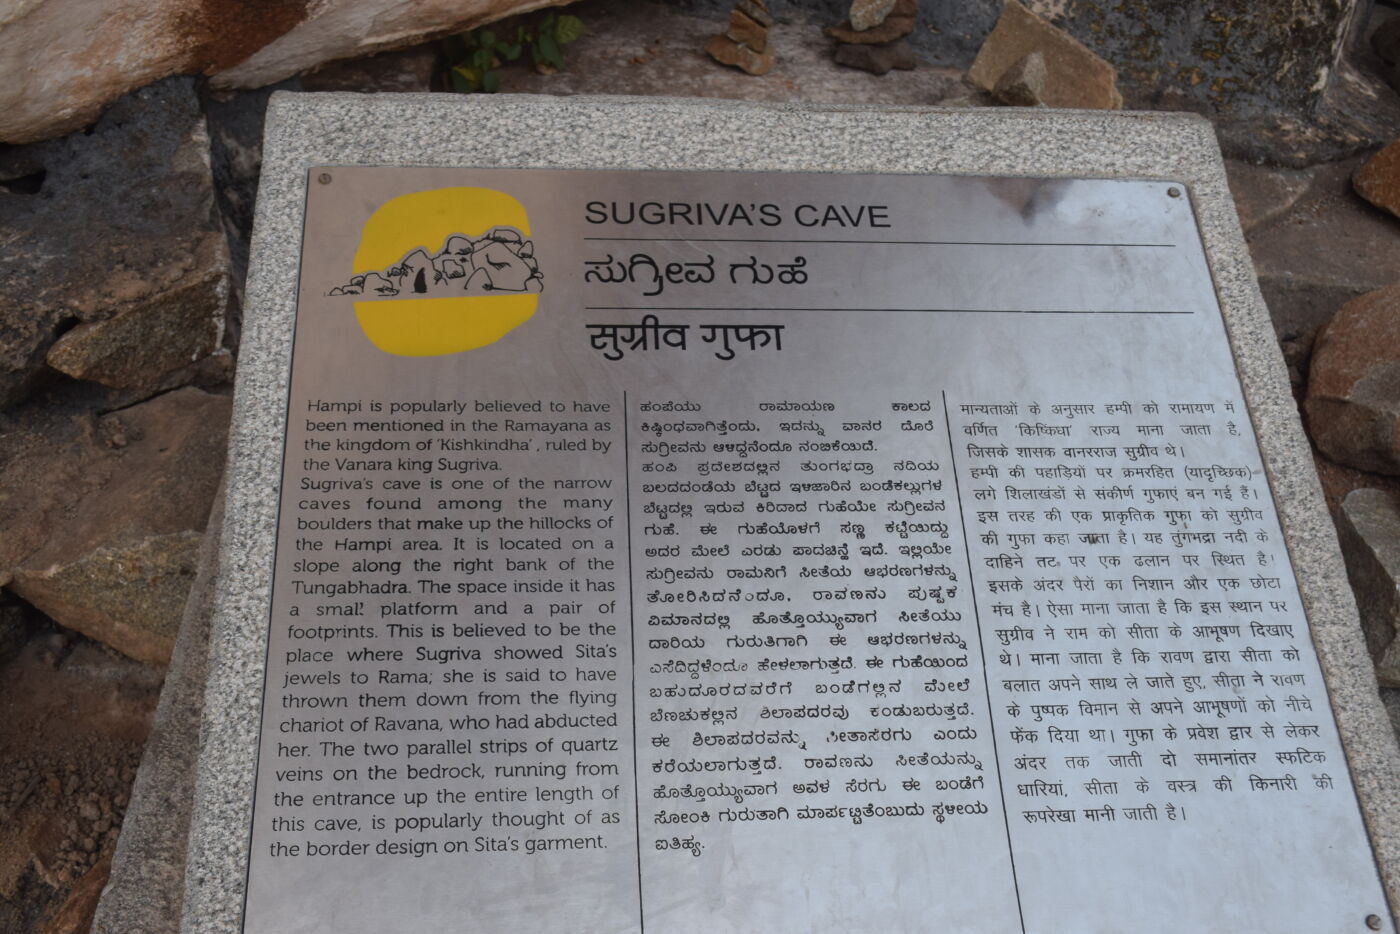 SUGRIVA'S CAVE
ಸುಗ್ರೀವ ಗುಹೆ
सुग्रीव गुफा
Hampi is popularly believed to have
been mentioned in the Ramayana as
the kingdom of 'Kishkindha' , ruled by
the Vanara king Sugriva.
Sugriva's cave is one of the narrow
caves found among the many
boulders that make up the hillocks of
the Hampi area. It is located on a
slope along the right bank of the
Tungabhadra. The space inside it has
a small platform and a pair of
footprints. This is believed to be the
place where Sugriva showed Sita's
jewels to Rama; she is said to have
thrown them down from the flying
chariot of Ravana, who had abducted
her. The two parallel strips of quartz
veins on the bedrock, running from
the entrance up the entire length of
this cave, is popularly thought of as
the border design on Sita's garment.
ಹಂಪೆಯು ರಾಮಾಯಣ ಕಾಲದ
ಕಿಷ್ಕಿಂಧವಾಗಿತ್ತೆಂದು, ಇದನ್ನು ವಾನರ ದೊರೆ
ಸುಗ್ರೀವನು ಆಳಿದ್ದನೆಂದೂ ನಂಬಿಕೆಯಿದೆ.
ಹಂಪಿ ಪ್ರದೇಶದಲ್ಲಿನ ತುಂಗಭದ್ರಾ ನದಿಯ
ಬಲದದಂಡೆಯ ಬೆಟ್ಟದ ಇಳಿಜಾರಿನ ಬಂಡೆಕಲ್ಲುಗಳ
ಬೆಟ್ಟದಲ್ಲಿ ಇರುವ ಕಿರಿದಾದ ಗುಹೆಯೇ ಸುಗ್ರೀವನ
ಗುಹೆ. ಈ ಗುಹೆಯೊಳಗೆ ಸಣ್ಣ ಕಟ್ಟೆಯಿದ್ದು
ಅದರ ಮೇಲೆ ಎರಡು ಪಾದಚಿನ್ಹೆ ಇದೆ. ಇಲ್ಲಿಯೇ
ಸುಗ್ರೀವನು ರಾಮನಿಗೆ ಸೀತೆಯ ಆಭರಣಗಳನ್ನು
ತೋರಿಸಿದನೆಂದೂ, ರಾವಣನು ಪುಷ್ಪಕ
ವಿಮಾನದಲ್ಲಿ ಹೊತ್ತೊಯ್ಯುವಾಗ ಸೀತೆಯು
ದಾರಿಯ ಗುರುತಿಗಾಗಿ ಈ ಆಭರಣಗಳನ್ನು
ಎಸೆದಿದ್ದಳೆಂದೂ ಹೇಳಲಾಗುತ್ತದೆ. ಈ ಗುಹೆಯಿಂದ
ಬಹುದೂರದವರೆಗೆ ಬಂಡೆಗಲ್ಲಿನ ಮೇಲೆ
ಬೆಣಚುಕಲ್ಲಿನ ಶಿಲಾಪದರವು ಕಂಡುಬರುತ್ತದೆ.
ಈ ಶಿಲಾಪದರವನ್ನು ಸೀತಾಸೆರಗು ಎಂದು
ಕರೆಯಲಾಗುತ್ತದೆ. ರಾವಣನು ಸೀತೆಯನ್ನು
ಹೊತ್ತೊಯ್ಯುವಾಗ ಅವಳ ಸೆರಗು ಈ ಬಂಡೆಗೆ
ಸೋಂಕಿ ಗುರುತಾಗಿ ಮಾರ್ಪಟ್ಟಿತೆಂಬುದು ಸ್ಥಳೀಯ
ಐತಿಹ್ಯ.
मान्यताओं के अनुसार हम्पी को रामायण में
वर्णित 'किष्किंधा' राज्य माना जाता है,
जिसके शासक वानरराज सुग्रीव थे।
हम्पी की पहाड़ियों पर क्रमरहित (यादृच्छिक)
लगे शिलाखंडों से संकीर्ण गुफाएं बन गई हैं।
इस तरह की एक प्राकृतिक गुफा को सुग्रीव
की गुफा कहा जाता है। यह तुंगभद्रा नदी के
दाहिने तट पर एक ढलान पर स्थित है।
इसके अंदर पैरों का निशान और एक छोटा
मंच है। ऐसा माना जाता है कि इस स्थान पर
सुग्रीव ने राम को सीता के आभूषण दिखाए
थे। माना जाता है कि रावण द्वारा सीता को
बलात अपने साथ ले जाते हुए, सीता ने रावण
के पुष्पक विमान से अपने आभूषणों को नीचे
फेंक दिया था। गुफा के प्रवेश द्वार से लेकर
अंदर तक जाती दो समानांतर स्फटिक
धारियां, सीता के वस्त्र की किनारी की
रूपरेखा मानी जाती है।